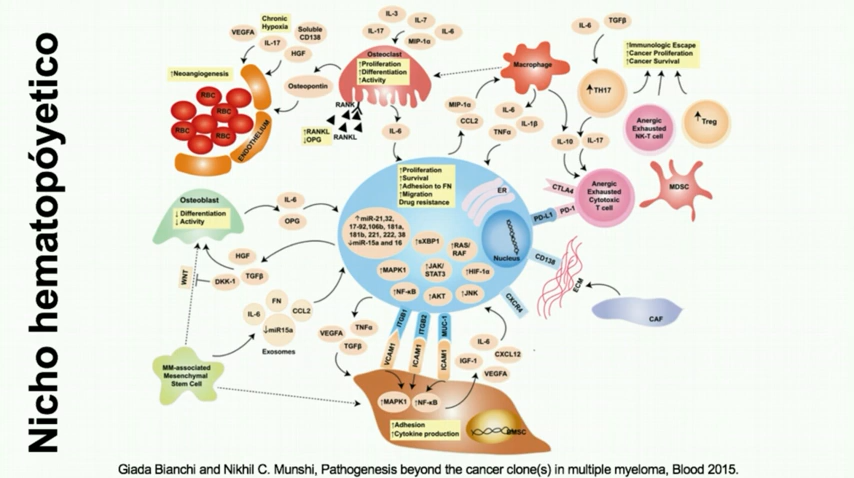 Nicho hematopóyetico
Chronic
Hypoxia
VEGFA
IL-17
Soluble
CD138
HGF
↑Neoangiogenesis
RBC
RBC
RBC
RBC
RBC
ENDOTHELIUM
Osteopontin
IL-3
IL-7
IL-17
IL-6
MIP-1α
Osteoclast
↑Proliferation
↑Differentiation
↑Activity
RANK
RANKL
↑RANKL
↓OPG
IL-6
Macrophage
MIP-1α
CCL2
IL-6
IL-1β
TNFα
IL-6
TGFβ
↑TH17
IL-10
IL-17
↑Immunologic Escape
↑Cancer Proliferation
↑Cancer Survival
Anergic
Exhausted
NK-T cell
↑Treg
MDSC
Anergic
Exhausted
Cytotoxic
T cell
CTLA4
PD-L1
PD-1
↑Proliferation
↑Survival
↑Adhesion to FN
↑Migration
Drug resistance
ER
Nucleus
CD138
CXCR4
ECM
CAF
↑miR-21,32,
17-92,106b, 181a,
181b, 221, 222, 38
↓miR-15a and 16
↑sXBP1
↑RAS/
RAF
↑MAPK1
↑JAK/
STAT3
↑HIF-1α
↑NF-κB
↑AKT
↑JNK
Osteoblast
↓ Differentiation
↓ Activity
IL-6
OPG
HGF
TGFβ
DKK-1
WNT
FN
IL-6
CCL2
↓miR15a
Exosomes
MM-associated
Mesenchymal
Stem Cell
VEGFA
TNFα
TGFβ
ITGB1
ITGB2
MUC-1
VCAM1
ICAM1
ICAM1
IL-6
IGF-1
CXCL12
VEGFA
↑MAPK1
↑NF-κB
↑Adhesion
↑Cytokine production
BMSC
Giada Bianchi and Nikhil C. Munshi, Pathogenesis beyond the cancer clone(s) in multiple myeloma, Blood 2015.